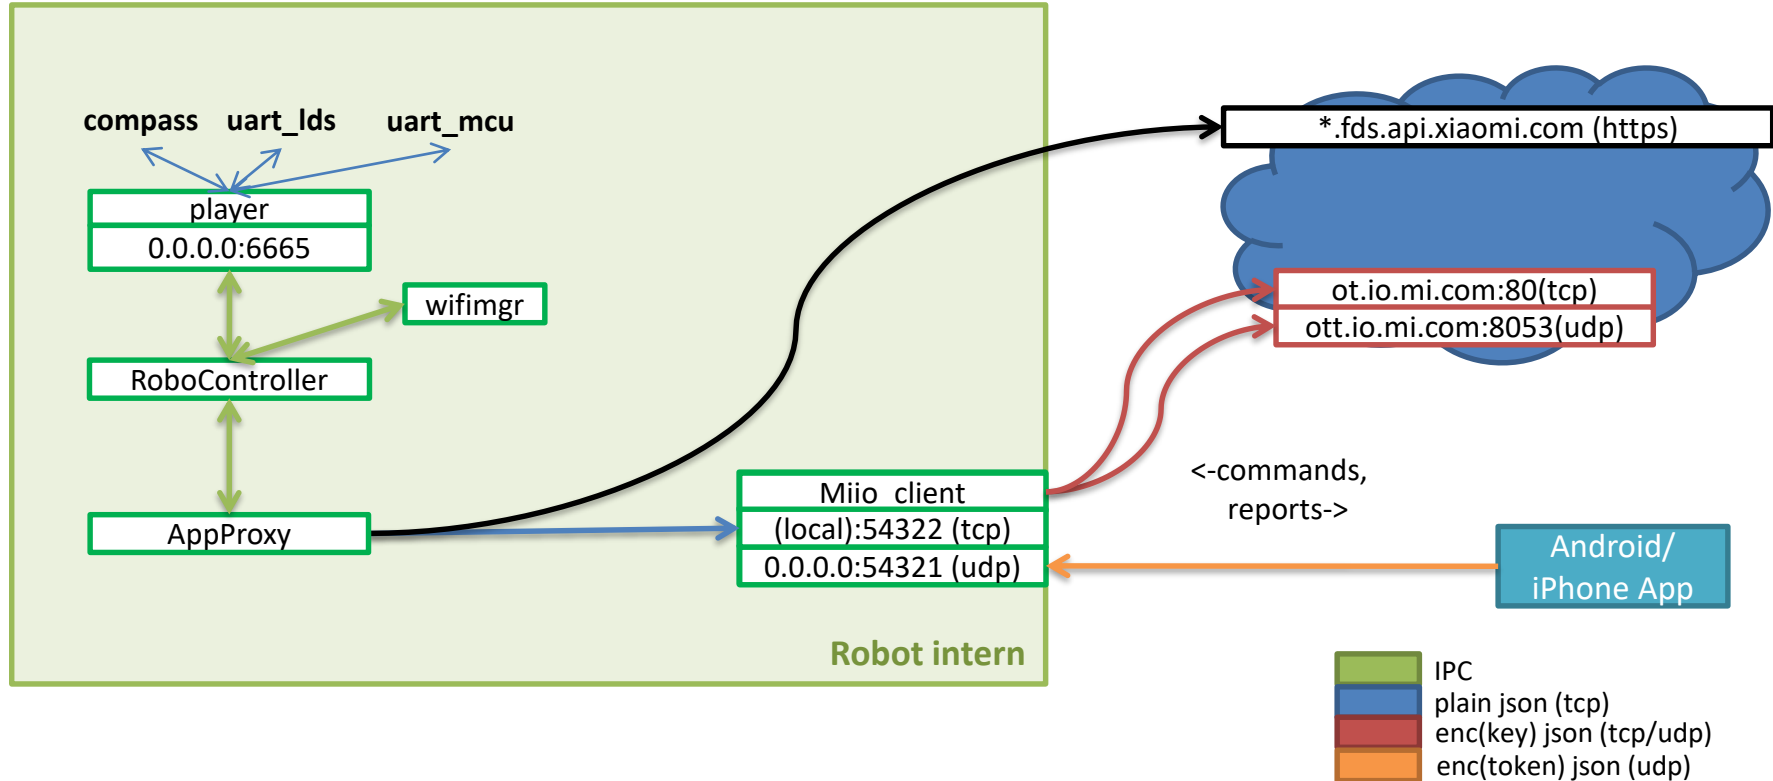 compass uart_lds uart_mcu
*.fds.api.xiaomi.com (https)
player
0.0.0.0:6665
wifimgr
ot.io.mi.com:80(tcp)
ott.io.mi.com:8053(udp)
RoboController
<-commands,
reports->
Miio_client
(local):54322 (tcp)
0.0.0.0:54321 (udp)
AppProxy
Android/
iPhone App
Robot intern
IPC
plain json (tcp)
enc(key) json (tcp/udp)
enc(token) json (udp)